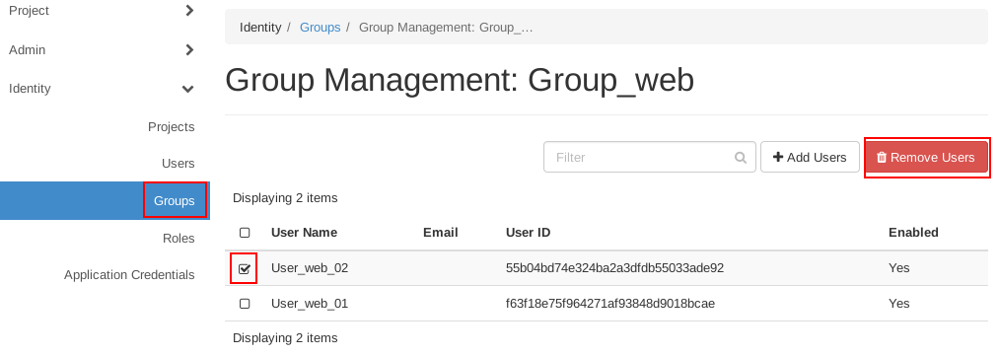 Project
Admin
Identity
Projects
Users
Groups
Roles
Application Credentials
Identity / Groups / Group Management: Group_…
Group Management: Group_web
Filter Add Users Remove Users
Displaying 2 items
User Name Email User ID Enabled
User_web_02 55b04bd74e324ba2a3dfdb55033ade92 Yes
User_web_01 f63f18e75f964271af93848d9018bcae Yes
Displaying 2 items